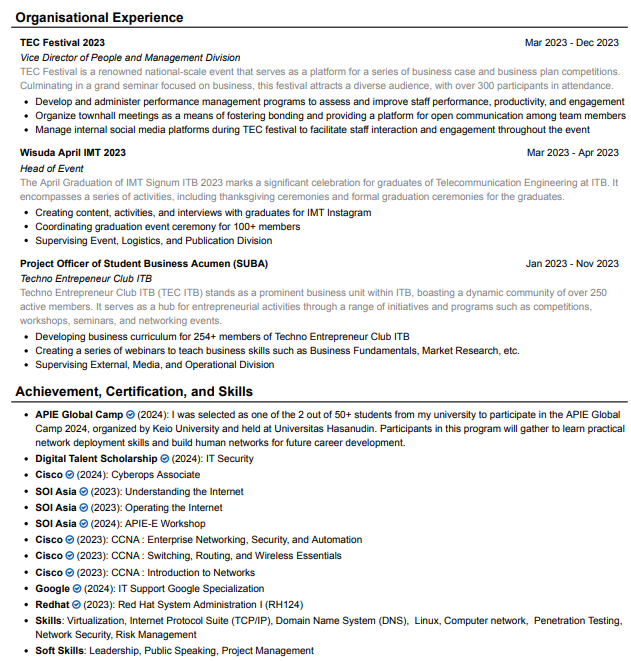 Organisational Experience
TEC Festival 2023 Mar 2023 - Dec 2023
Vice Director of People and Management Division
TEC Festival is a renowned national-scale event that serves as a platform for a series of business case and business plan competitions.
Culminating in a grand seminar focused on business, this festival attracts a diverse audience, with over 300 participants in attendance.
• Develop and administer performance management programs to assess and improve staff performance, productivity, and engagement
• Organize townhall meetings as a means of fostering bonding and providing a platform for open communication among team members
• Manage internal social media platforms during TEC festival to facilitate staff interaction and engagement throughout the event
Wisuda April IMT 2023 Mar 2023 - Apr 2023
Head of Event
The April Graduation of IMT Signum ITB 2023 marks a significant celebration for graduates of Telecommunication Engineering at ITB. It
encompasses a series of activities, including thanksgiving ceremonies and formal graduation ceremonies for the graduates.
• Creating content, activities, and interviews with graduates for IMT Instagram
• Coordinating graduation event ceremony for 100+ members
• Supervising Event, Logistics, and Publication Division
Project Officer of Student Business Acumen (SUBA) Jan 2023 - Nov 2023
Techno Entrepeneur Club ITB
Techno Entrepreneur Club ITB (TEC ITB) stands as a prominent business unit within ITB, boasting a dynamic community of over 250
active members. It serves as a hub for entrepreneurial activities through a range of initiatives and programs such as competitions,
workshops, seminars, and networking events.
• Developing business curriculum for 254+ members of Techno Entrepreneur Club ITB
• Creating a series of webinars to teach business skills such as Business Fundamentals, Market Research, etc.
• Supervising External, Media, and Operational Division
Achievement, Certification, and Skills
• APIE Global Camp (2024): I was selected as one of the 2 out of 50+ students from my university to participate in the APIE Global
Camp 2024, organized by Keio University and held at Universitas Hasanudin. Participants in this program will gather to learn practical
network deployment skills and build human networks for future career development.
• Digital Talent Scholarship (2024): IT Security
• Cisco (2024): Cyberops Associate
• SOI Asia (2023): Understanding the Internet
• SOI Asia (2023): Operating the Internet
• SOI Asia (2024): APIE-E Workshop
• Cisco (2023): CCNA : Enterprise Networking, Security, and Automation
• Cisco (2023): CCNA : Switching, Routing, and Wireless Essentials
• Cisco (2023): CCNA : Introduction to Networks
• Google (2024): IT Support Google Specialization
• Redhat (2023): Red Hat System Administration I (RH124)
• Skills: Virtualization, Internet Protocol Suite (TCP/IP), Domain Name System (DNS), Linux, Computer network, Penetration Testing,
Network Security, Risk Management
• Soft Skills: Leadership, Public Speaking, Project Management